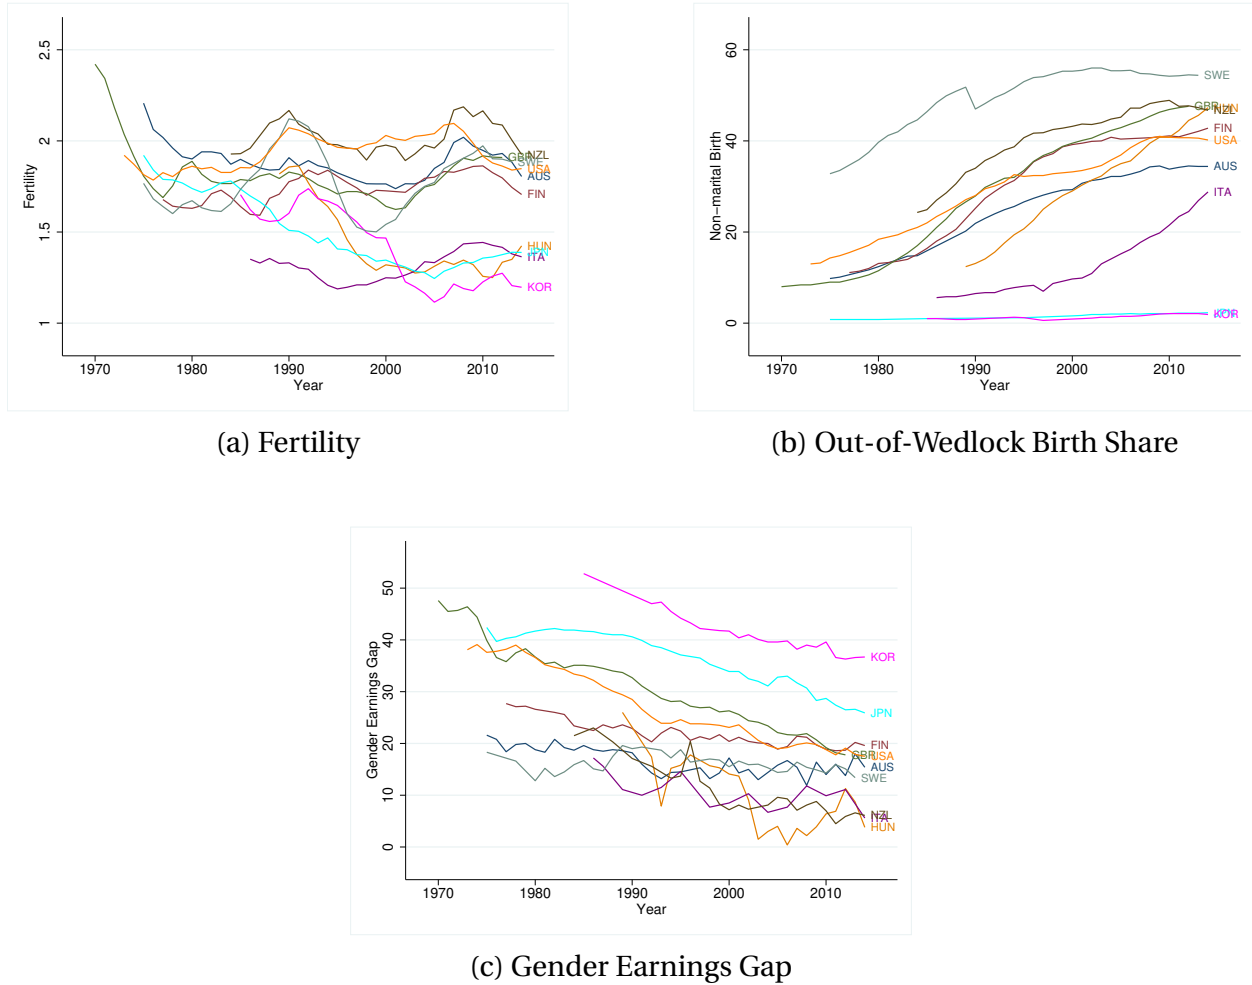 Fertility
2.5
2
1.5
1
1970
1980
1990
2000
2010
Year
NZL
GBR
SWE
USA
AUS
FIN
HUN
JPN
ITA
KOR
(a) Fertility
Non−marital Birth
60
40
20
0
1970
1980
1990
2000
2010
Year
SWE
GBR
HUN
NZL
FIN
USA
AUS
ITA
KOR
(b) Out-of-Wedlock Birth Share
Gender Earnings Gap
50
40
30
20
10
0
1970
1980
1990
2000
2010
Year
KOR
JPN
FIN
GBR
USA
AUS
SWE
NZL
ITA
HUN
(c) Gender Earnings Gap